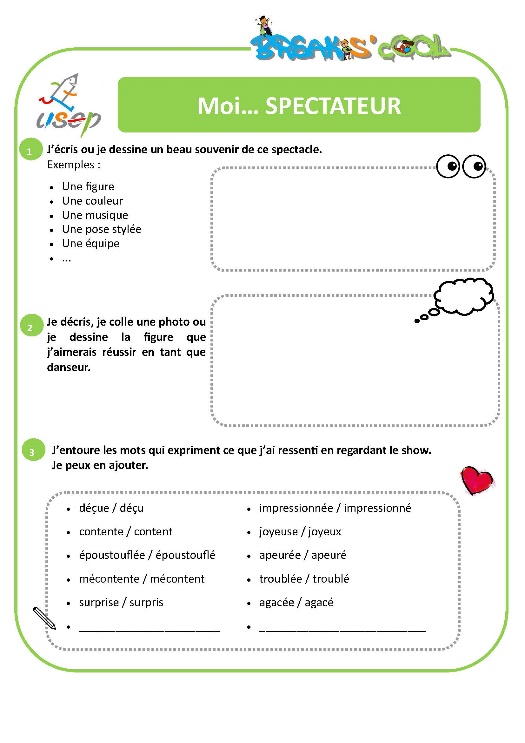 BREAK'S'COOL
usep
Moi... SPECTATEUR
1 J'écris ou je dessine un beau souvenir de ce spectacle.
Exemples :
• Une figure
• Une couleur
• Une musique
• Une pose stylée
• Une équipe
• ...
2 Je décris, je colle une photo ou
je dessine la figure que
j'aimerais réussir en tant que
danseur.
3 J'entoure les mots qui expriment ce que j'ai ressenti en regardant le show.
Je peux en ajouter.
• déçue / déçu
• contente / content
• époustouflée / époustouflé
• mécontente / mécontent
• surprise / surpris
• ______________________
• impressionnée / impressionné
• joyeuse / joyeux
• apeurée / apeuré
• troublée / troublé
• agacée / agacé
• __________________________